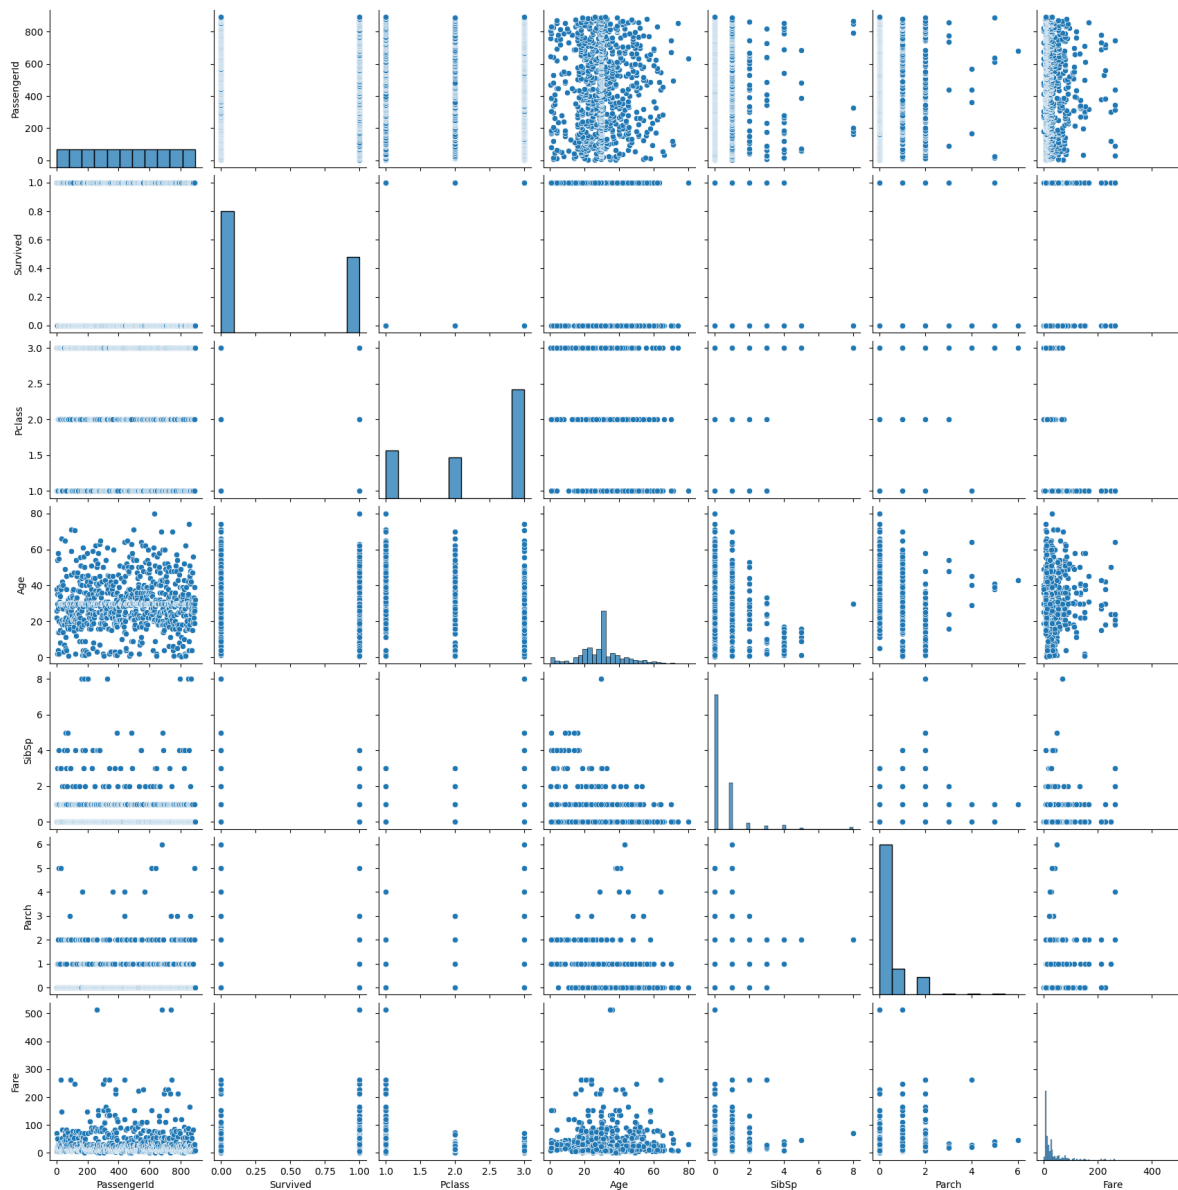 PassengerId
800
600
400
200
0
Survived
1.0
0.8
0.6
0.4
0.2
0.0
Pclass
3.0
2.5
2.0
1.5
1.0
Age
80
60
40
20
0
SibSp
8
6
4
2
0
Parch
6
5
4
3
2
1
0
Fare
500
400
300
200
100
0
0 200 400 600 800
0.00 0.25 0.50 0.75 1.00
1.0 1.5 2.0 2.5 3.0
0 20 40 60 80
0 2 4 6 8
0 2 4 6
0 200 400
PassengerId Survived Pclass Age SibSp Parch Fare